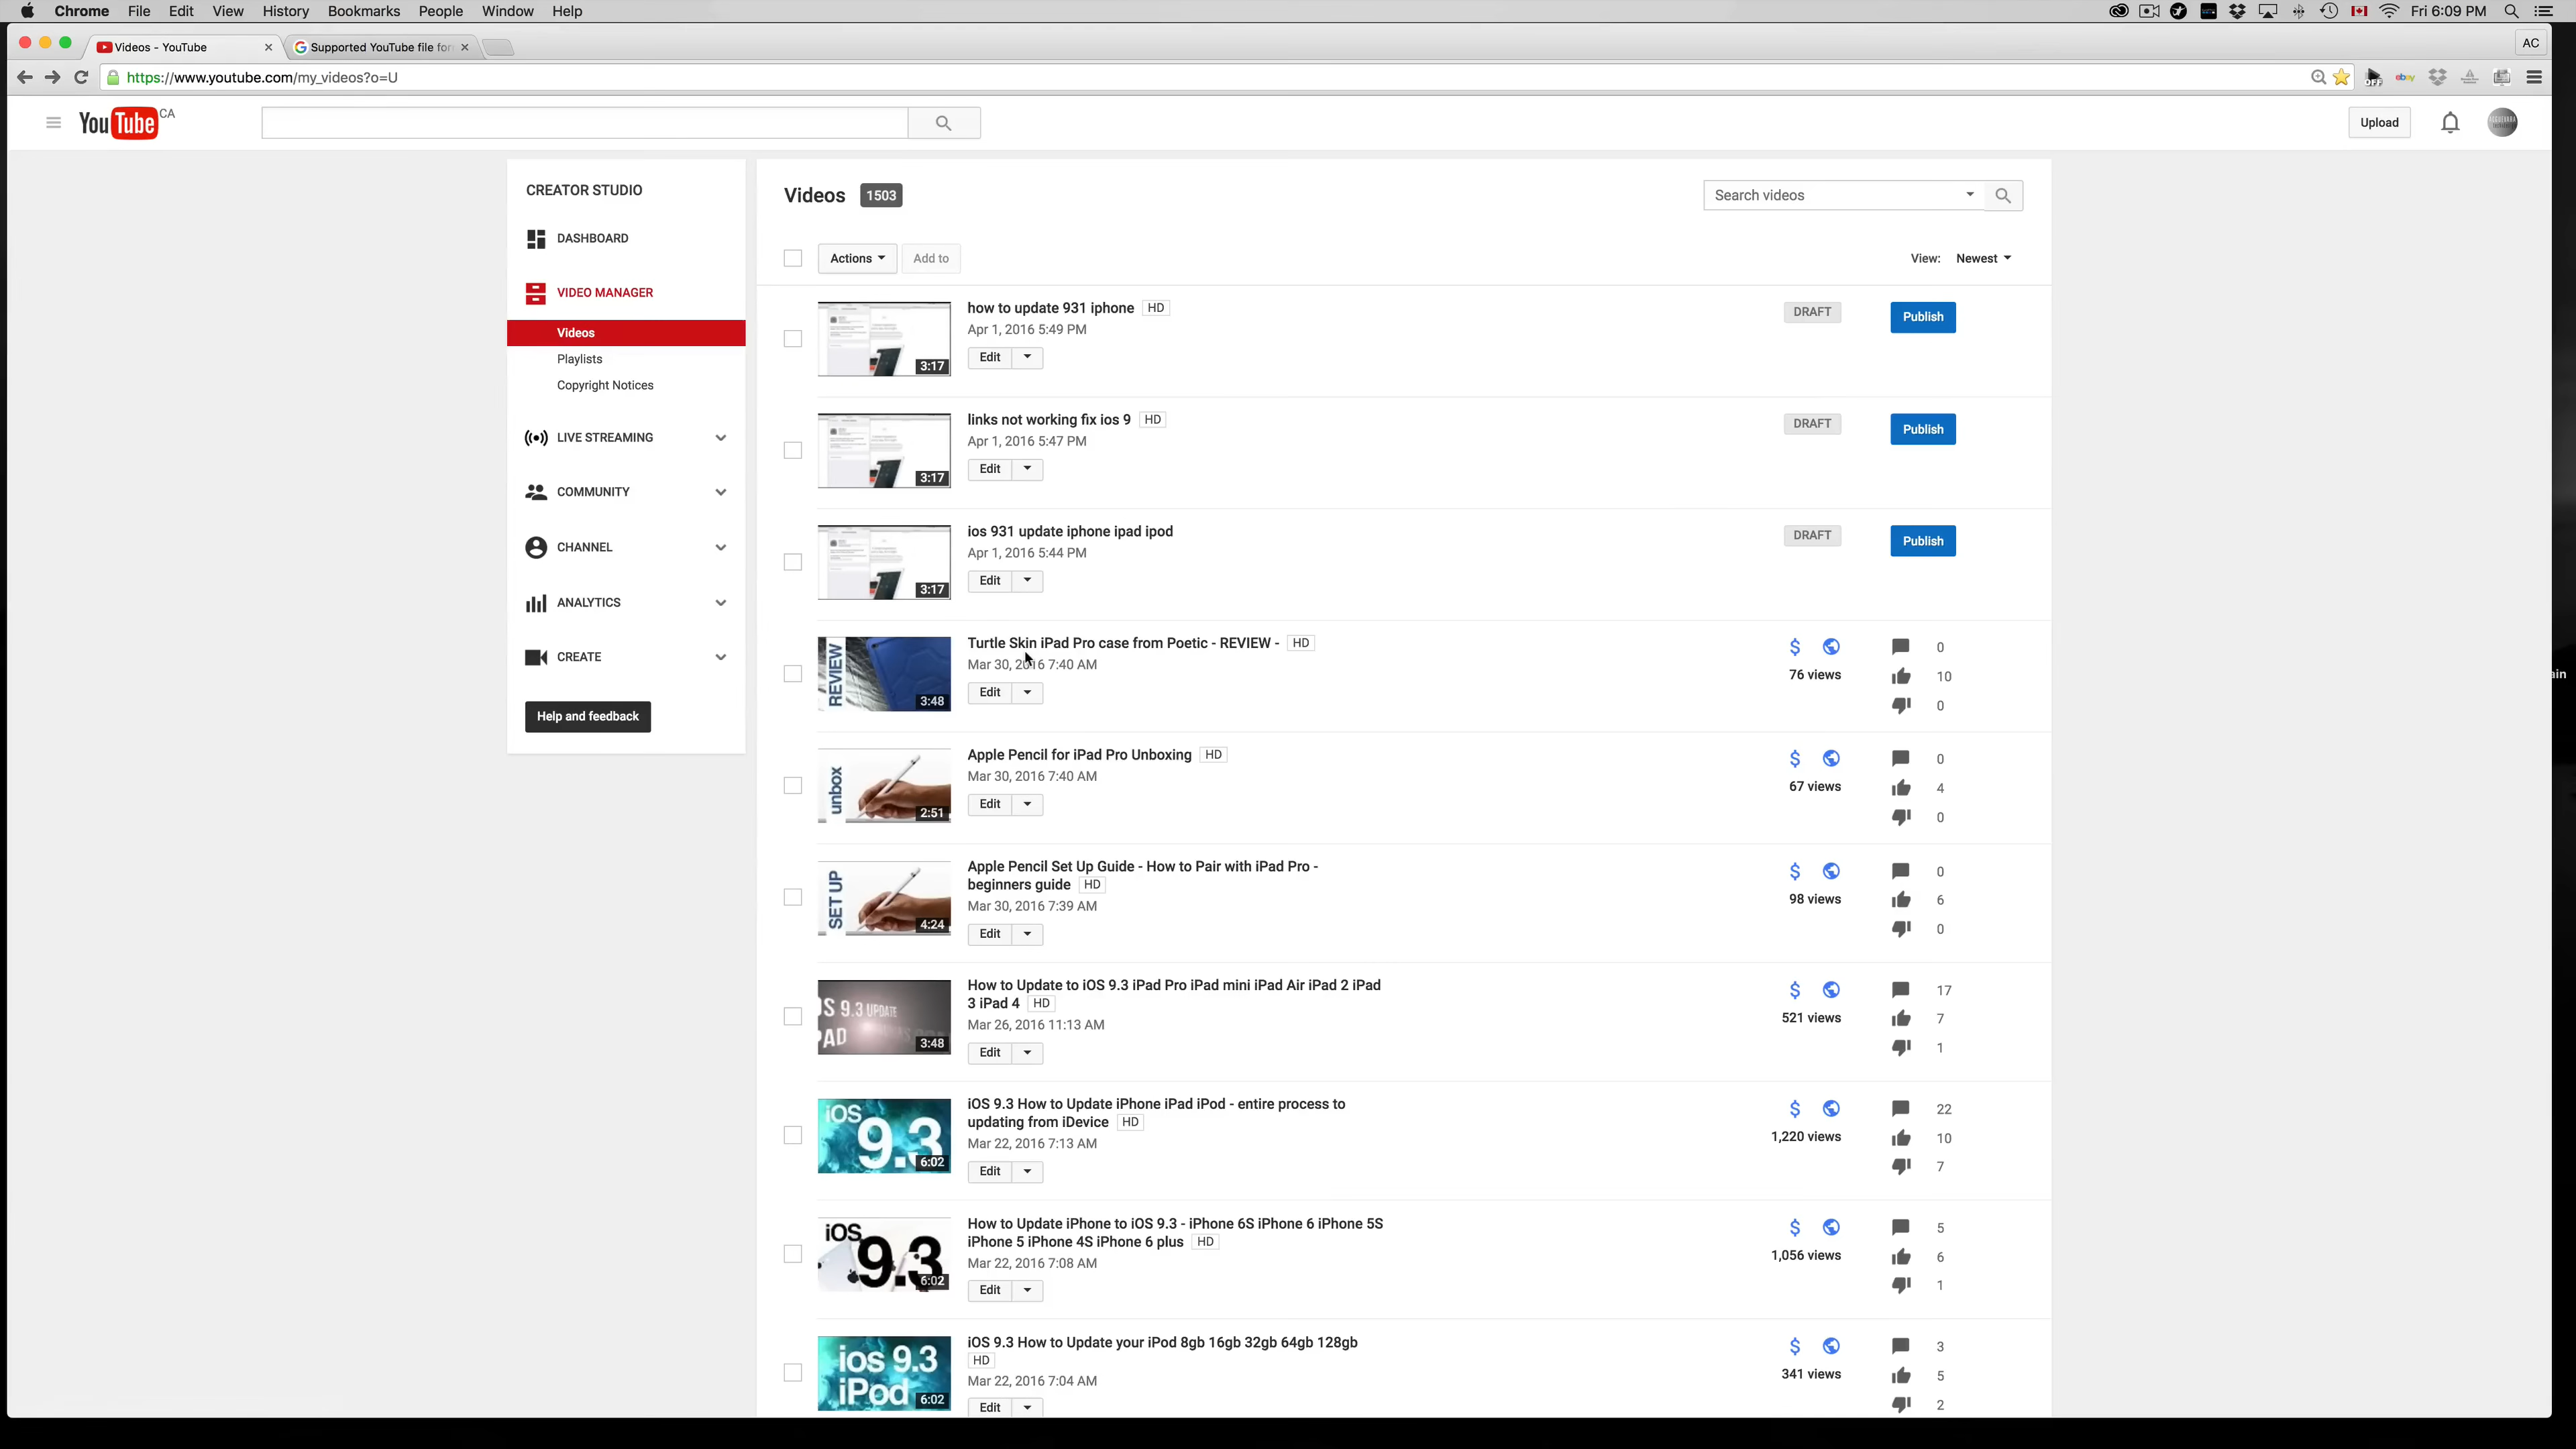 Chrome File Edit View History Bookmarks People Window Help Fri 6:09 PM
Videos - YouTube Supported YouTube file for AC
https://www.youtube.com/my_videos?o=U OFF ebay
YouTube CA Upload
CREATOR STUDIO
DASHBOARD
VIDEO MANAGER
Videos
Playlists
Copyright Notices
LIVE STREAMING
COMMUNITY
CHANNEL
ANALYTICS
CREATE
Help and feedback
Videos 1503 Search videos
Actions Add to View: Newest
how to update 931 iphone HD DRAFT Publish
Apr 1, 2016 5:49 PM
3:17 Edit
links not working fix ios 9 HD DRAFT Publish
Apr 1, 2016 5:47 PM
3:17 Edit
ios 931 update iphone ipad ipod DRAFT Publish
Apr 1, 2016 5:44 PM
3:17 Edit
REVIEW Turtle Skin iPad Pro case from Poetic - REVIEW - HD 0
Mar 30, 2016 7:40 AM 76 views 10
3:48 Edit 0
unbox Apple Pencil for iPad Pro Unboxing HD 0
Mar 30, 2016 7:40 AM 67 views 4
2:51 Edit 0
SET UP Apple Pencil Set Up Guide - How to Pair with iPad Pro - 0
beginners guide HD 98 views 6
Mar 30, 2016 7:39 AM
4:24 Edit 0
How to Update to iOS 9.3 iPad Pro iPad mini iPad Air iPad 2 iPad 17
3 iPad 4 HD 521 views 7
S 9.3 UPDATE
PAD
Mar 26, 2016 11:13 AM
3:48 Edit 1
iOS 9.3 How to Update iPhone iPad iPod - entire process to 22
updating from iDevice HD 1,220 views 10
iOS
9.3
Mar 22, 2016 7:13 AM
6:02 Edit 7
How to Update iPhone to iOS 9.3 - iPhone 6S iPhone 6 iPhone 5S 5
iPhone 5 iPhone 4S iPhone 6 plus HD 1,056 views 6
iOS
9.3
Mar 22, 2016 7:08 AM
6:02 Edit 1
iOS 9.3 How to Update your iPod 8gb 16gb 32gb 64gb 128gb 3
HD 341 views 5
ios 9.3
iPod
Mar 22, 2016 7:04 AM
6:02 Edit 2